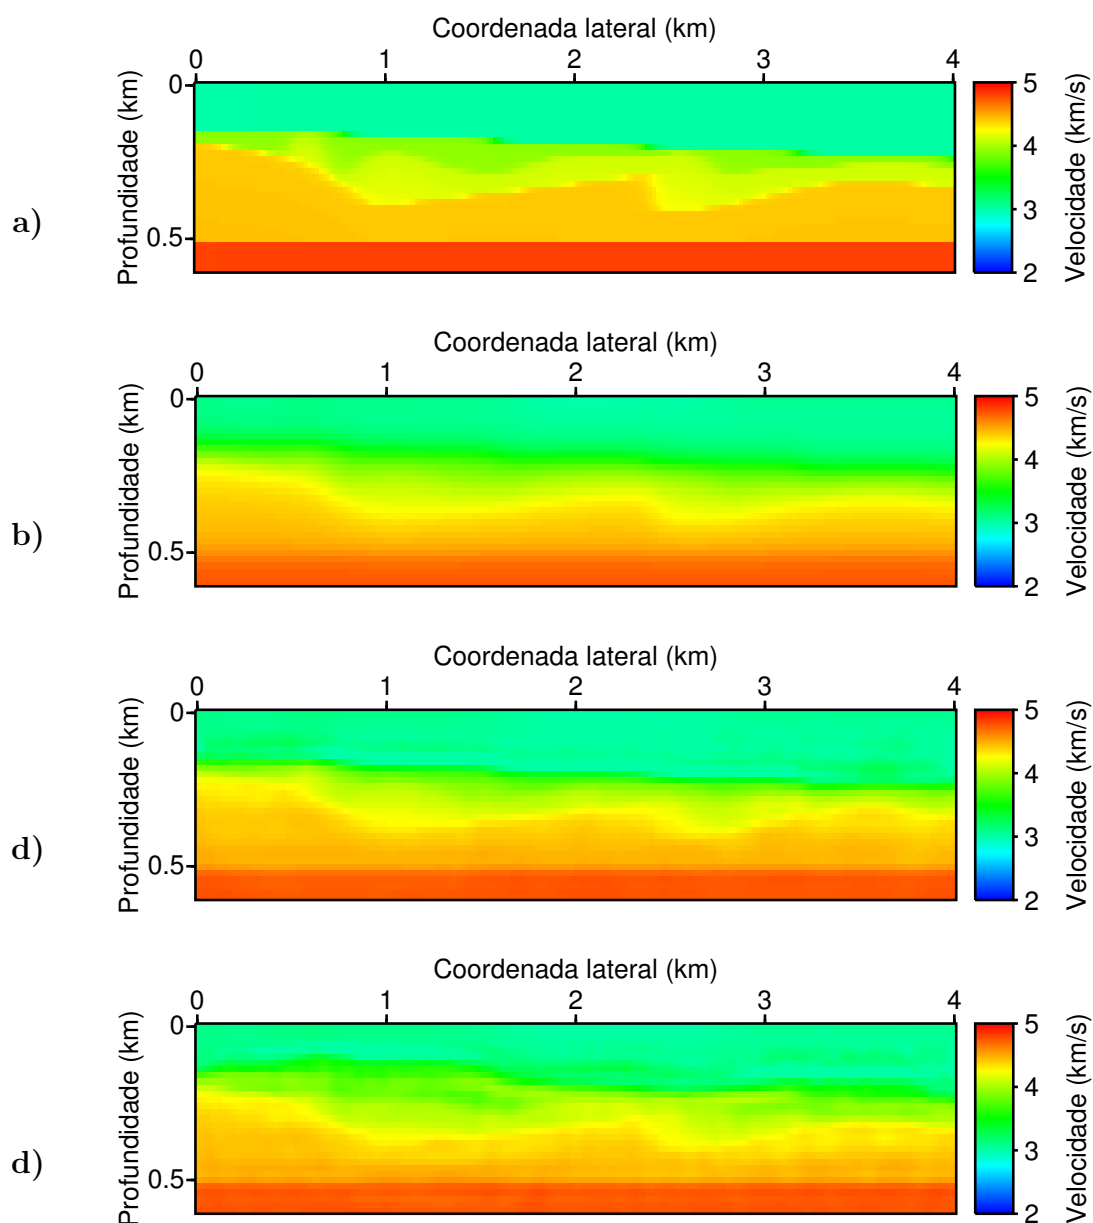 Coordenada lateral (km)
0 1 2 3 4
Profundidade (km)
0
0.5
a)
5
4
3
2
Velocidade (km/s)
Coordenada lateral (km)
0 1 2 3 4
Profundidade (km)
0
0.5
b)
5
4
3
2
Velocidade (km/s)
Coordenada lateral (km)
0 1 2 3 4
Profundidade (km)
0
0.5
d)
5
4
3
2
Velocidade (km/s)
Coordenada lateral (km)
0 1 2 3 4
Profundidade (km)
0
0.5
d)
5
4
3
2
Velocidade (km/s)